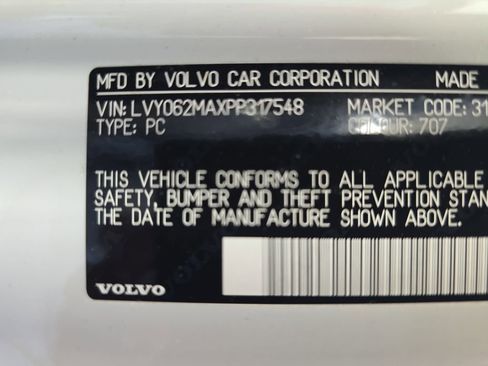 MFD BY VOLVO CAR CORPORATION MADE
VIN: LVY062MAXPP317548 MARKET CODE: 31
TYPE: PC COLOUR: 707
THIS VEHICLE CONFORMS TO ALL APPLICABLE
SAFETY, BUMPER AND THEFT PREVENTION STAN
THE DATE OF MANUFACTURE SHOWN ABOVE.
VOLVO